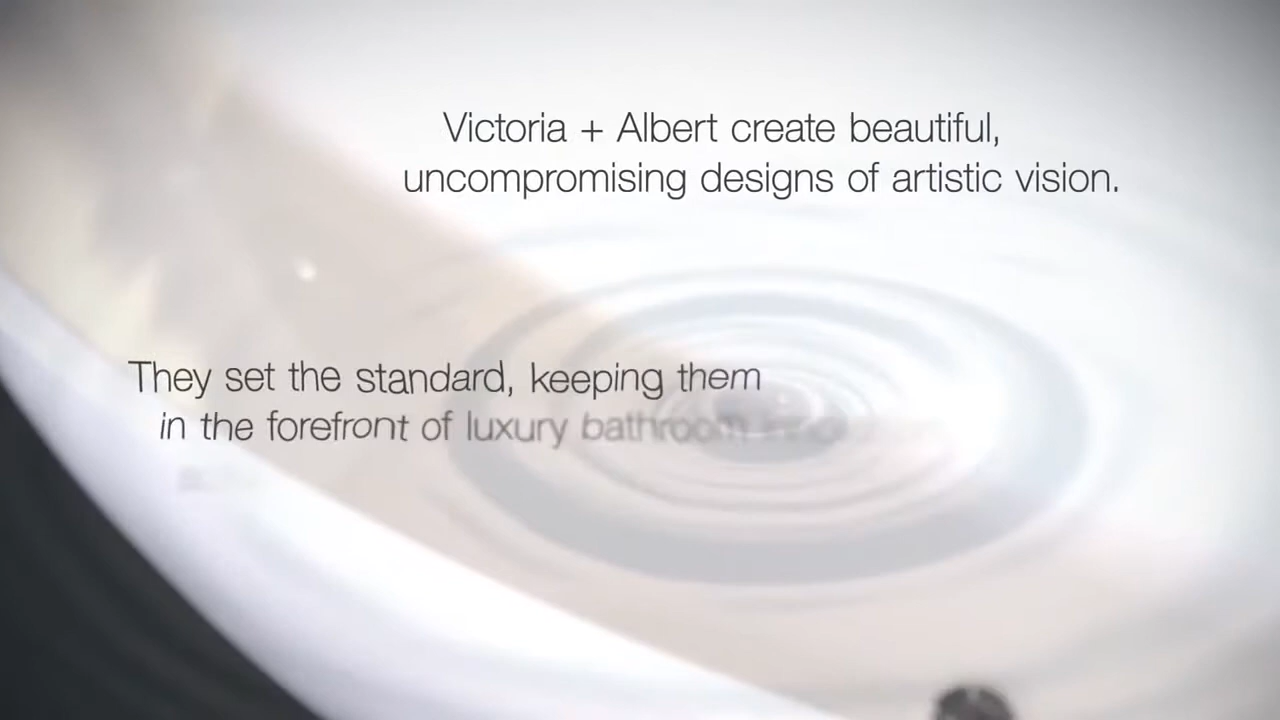 Victoria + Albert create beautiful,
uncompromising designs of artistic vision.
They set the standard, keeping them
in the forefront of luxury bathroom